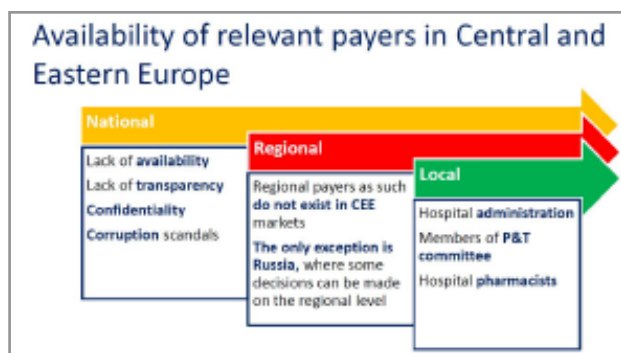 Availability of relevant payers in Central and
Eastern Europe
National
Lack of availability
Lack of transparency
Confidentiality
Corruption scandals
Regional
Regional payers as such
do not exist in CEE
markets
The only exception is
Russia, where some
decisions can be made
on the regional level
Local
Hospital administration
Members of P&T
committee
Hospital pharmacists